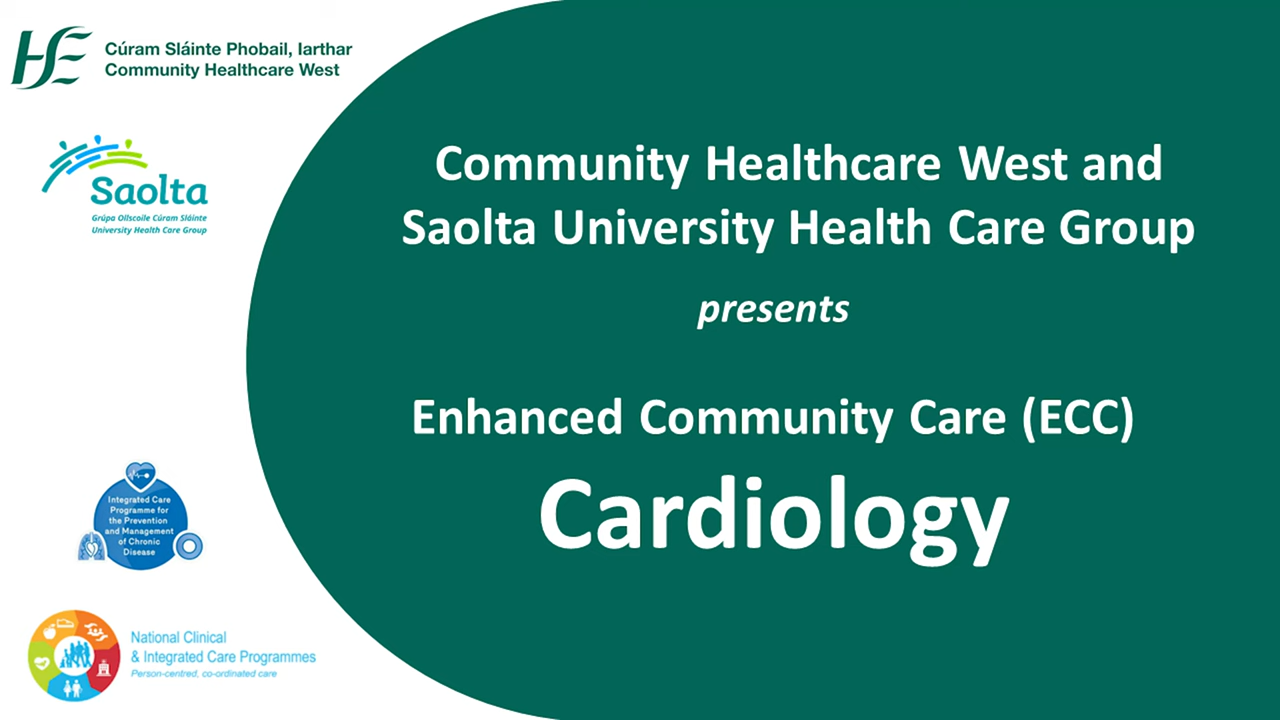 HSE
Cúram Sláinte Phobail, Iarthar
Community Healthcare West
Saolta
Grúpa Ollscoile Cúram Sláinte
University Health Care Group
Community Healthcare West and
Saolta University Health Care Group
presents
Enhanced Community Care (ECC)
Cardiology
Integrated Care
Programme for
the Prevention
and Management
of Chronic
Disease
National Clinical
& Integrated Care Programmes
Person-centred, co-ordinated care